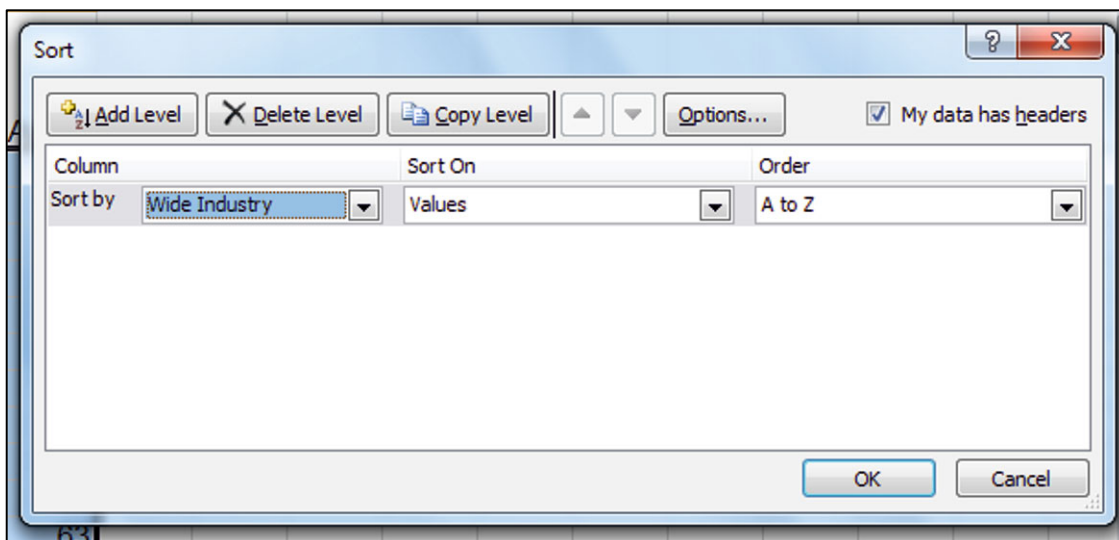 Sort
Add Level Delete Level Copy Level Options... My data has headers
Column Sort On Order
Sort by Wide Industry Values A to Z
OK Cancel
63